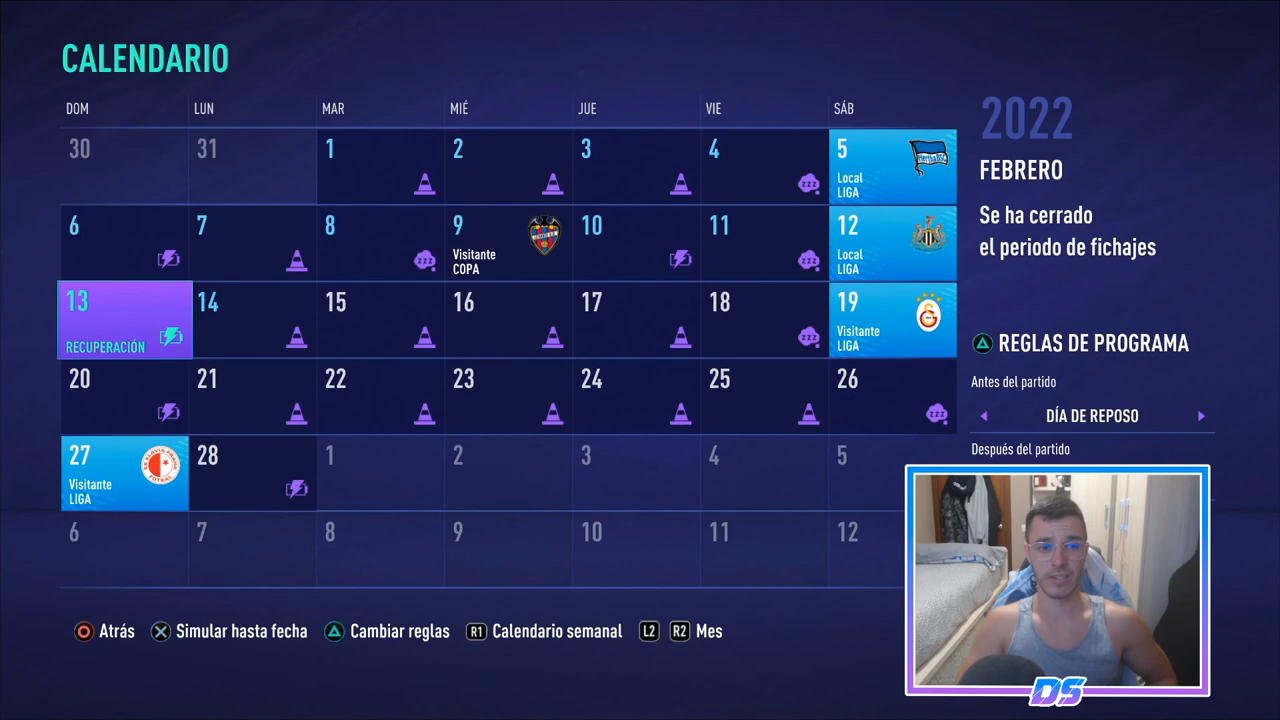 CALENDARIO
DOM LUN MAR MIÉ JUE VIE SÁB
30 31 1 2 3 4 5
Local
LIGA
6 7 8 9 10 11 12
Visitante
COPA
Local
LIGA
13 14 15 16 17 18 19
RECUPERACIÓN
Visitante
LIGA
20 21 22 23 24 25 26
27 28 1 2 3 4 5
Visitante
LIGA
6 7 8 9 10 11 12
2022
FEBRERO
Se ha cerrado
el periodo de fichajes
REGLAS DE PROGRAMA
Antes del partido
DÍA DE REPOSO
Después del partido
Atrás Simular hasta fecha Cambiar reglas R1 Calendario semanal L2 R2 Mes
DS